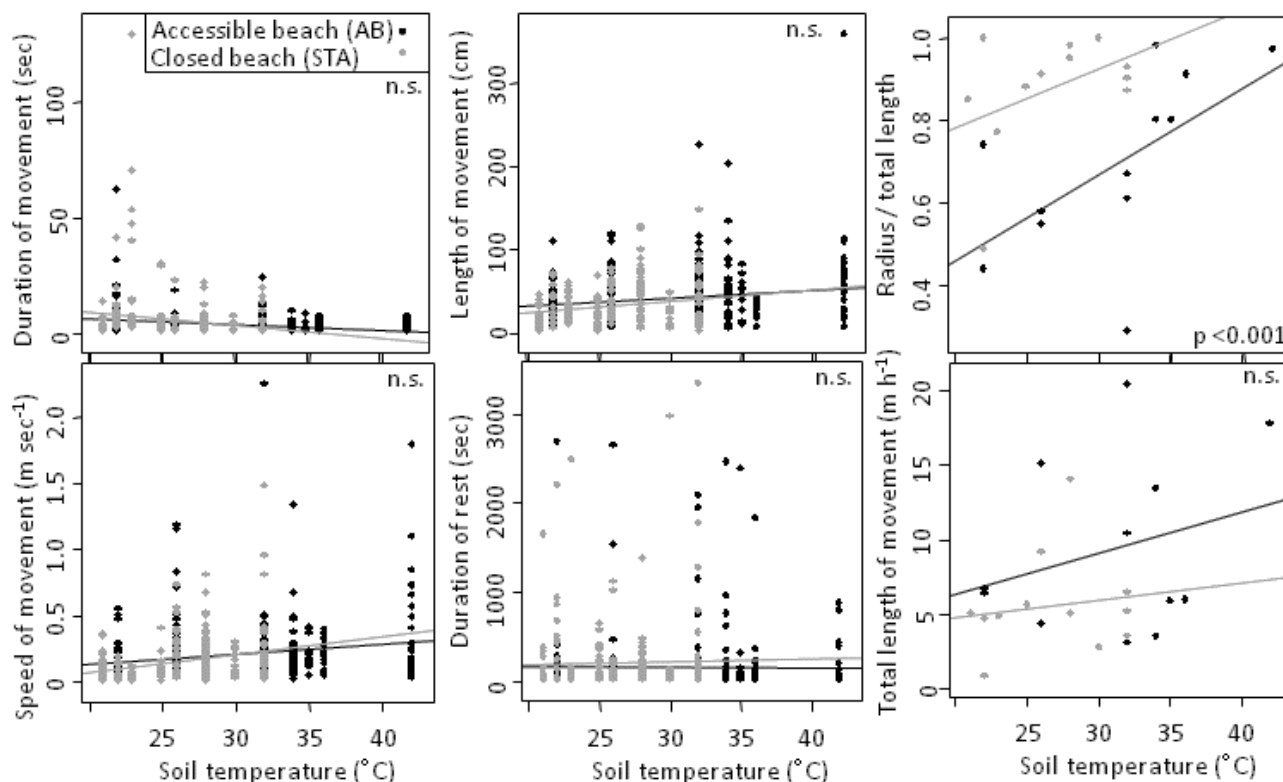 Accessible beach (AB)
Closed beach (STA)
n.s.
Duration of movement (sec)
0 50 100
n.s.
Length of movement (cm)
0 100 200 300
Radius / total length
0.4 0.6 0.8 1.0
p <0.001
n.s.
Speed of movement (m sec⁻¹)
0 0.5 1.0 1.5 2.0
25 30 35 40
Soil temperature (°C)
n.s.
Duration of rest (sec)
0 1000 2000 3000
25 30 35 40
Soil temperature (°C)
n.s.
Total length of movement (m h⁻¹)
0 5 10 15 20
25 30 35 40
Soil temperature (°C)